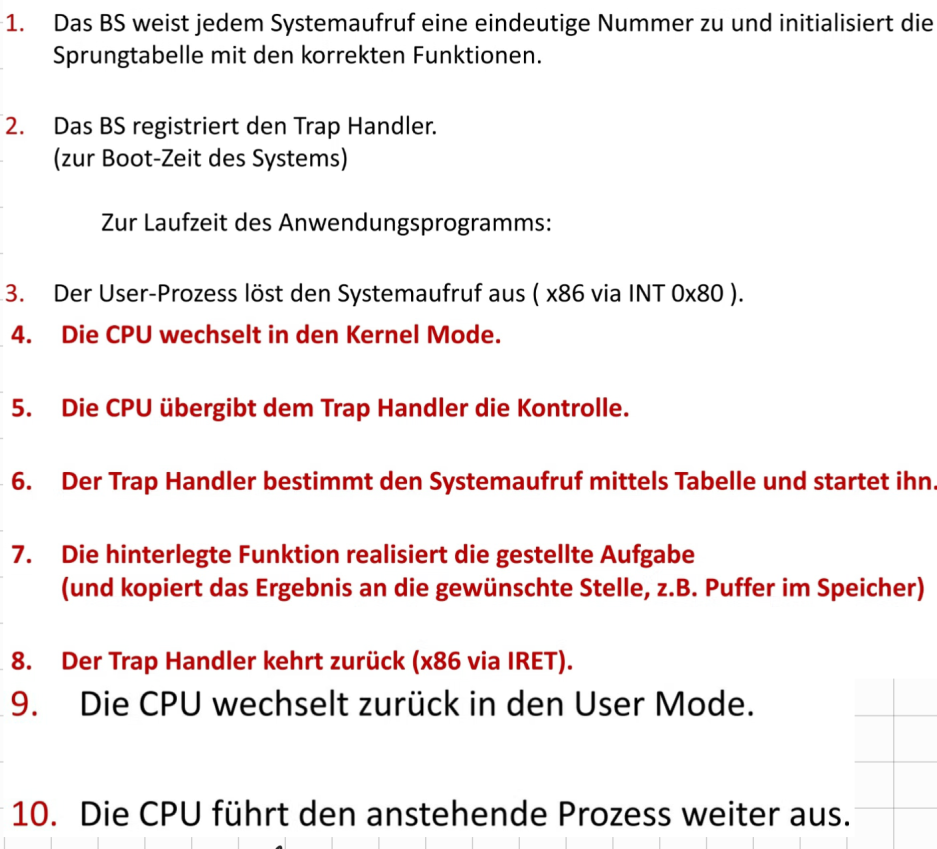 1. Das BS weist jedem Systemaufruf eine eindeutige Nummer zu und initialisiert die
Sprungtabelle mit den korrekten Funktionen.
2. Das BS registriert den Trap Handler.
(zur Boot-Zeit des Systems)
Zur Laufzeit des Anwendungsprogramms:
3. Der User-Prozess löst den Systemaufruf aus ( x86 via INT 0x80 ).
4. Die CPU wechselt in den Kernel Mode.
5. Die CPU übergibt dem Trap Handler die Kontrolle.
6. Der Trap Handler bestimmt den Systemaufruf mittels Tabelle und startet ihn.
7. Die hinterlegte Funktion realisiert die gestellte Aufgabe
(und kopiert das Ergebnis an die gewünschte Stelle, z.B. Puffer im Speicher)
8. Der Trap Handler kehrt zurück (x86 via IRET).
9. Die CPU wechselt zurück in den User Mode.
10. Die CPU führt den anstehende Prozess weiter aus.